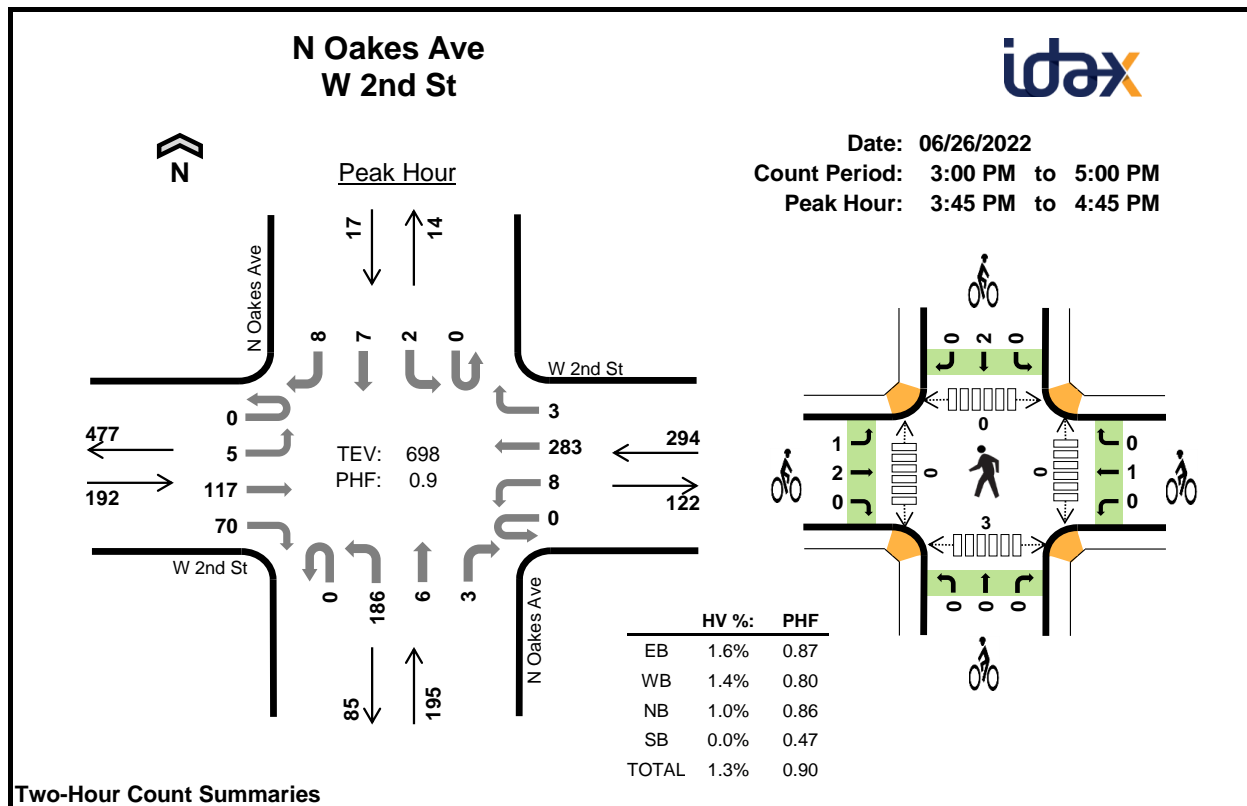 N Oakes Ave
W 2nd St
idax
Date: 06/26/2022
Count Period: 3:00 PM to 5:00 PM
Peak Hour: 3:45 PM to 4:45 PM
N
Peak Hour
17
14
N Oakes Ave
8
7
2
0
W 2nd St
0
5
117
70
477
192
TEV: 698
PHF: 0.9
3
283
8
0
294
122
W 2nd St
0
186
6
3
N Oakes Ave
85
195
0
2
0
0
1
2
0
0
0
0
1
0
3
0
0
0
HV %: PHF
EB 1.6% 0.87
WB 1.4% 0.80
NB 1.0% 0.86
SB 0.0% 0.47
TOTAL 1.3% 0.90
Two-Hour Count Summaries